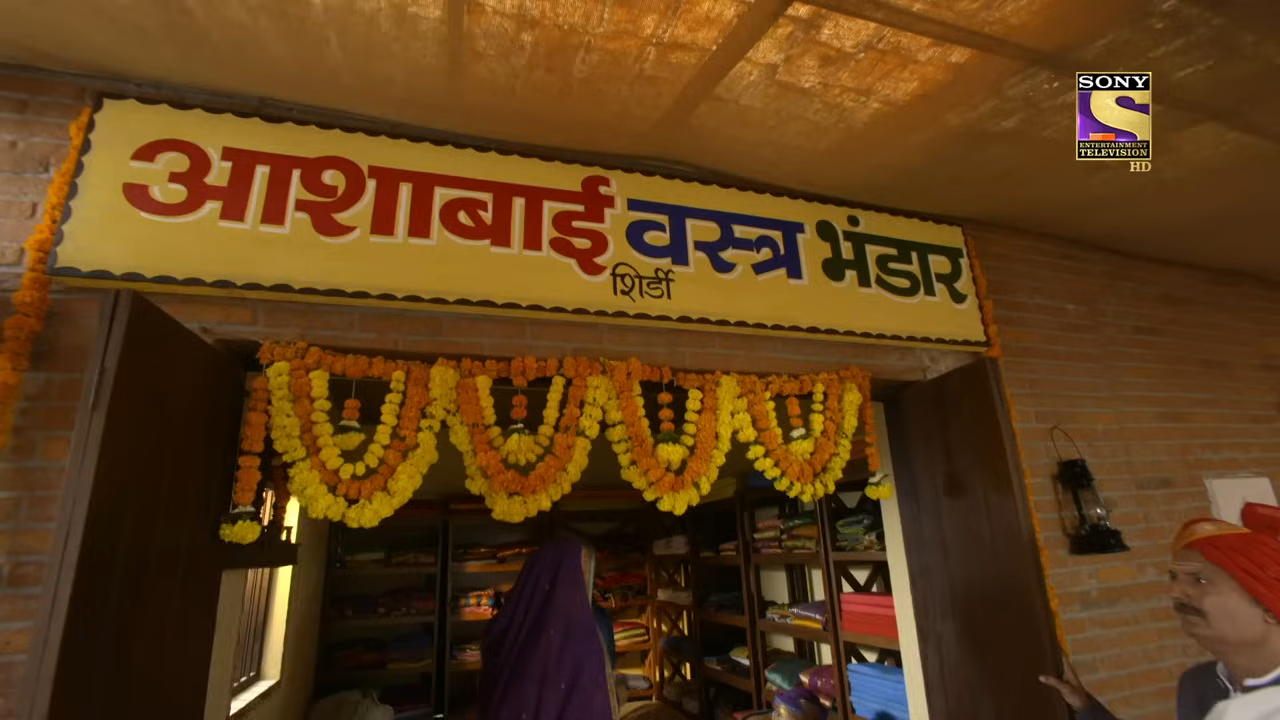 आशाबाई वस्त्र भंडार
शिर्डी
SONY
ENTERTAINMENT
TELEVISION
HD